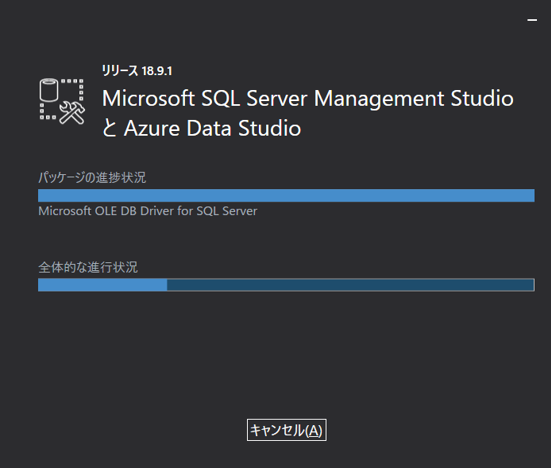 リリース 18.9.1
Microsoft SQL Server Management Studio
と Azure Data Studio
パッケージの進捗状況
Microsoft OLE DB Driver for SQL Server
全体的な進行状況
キャンセル(A)